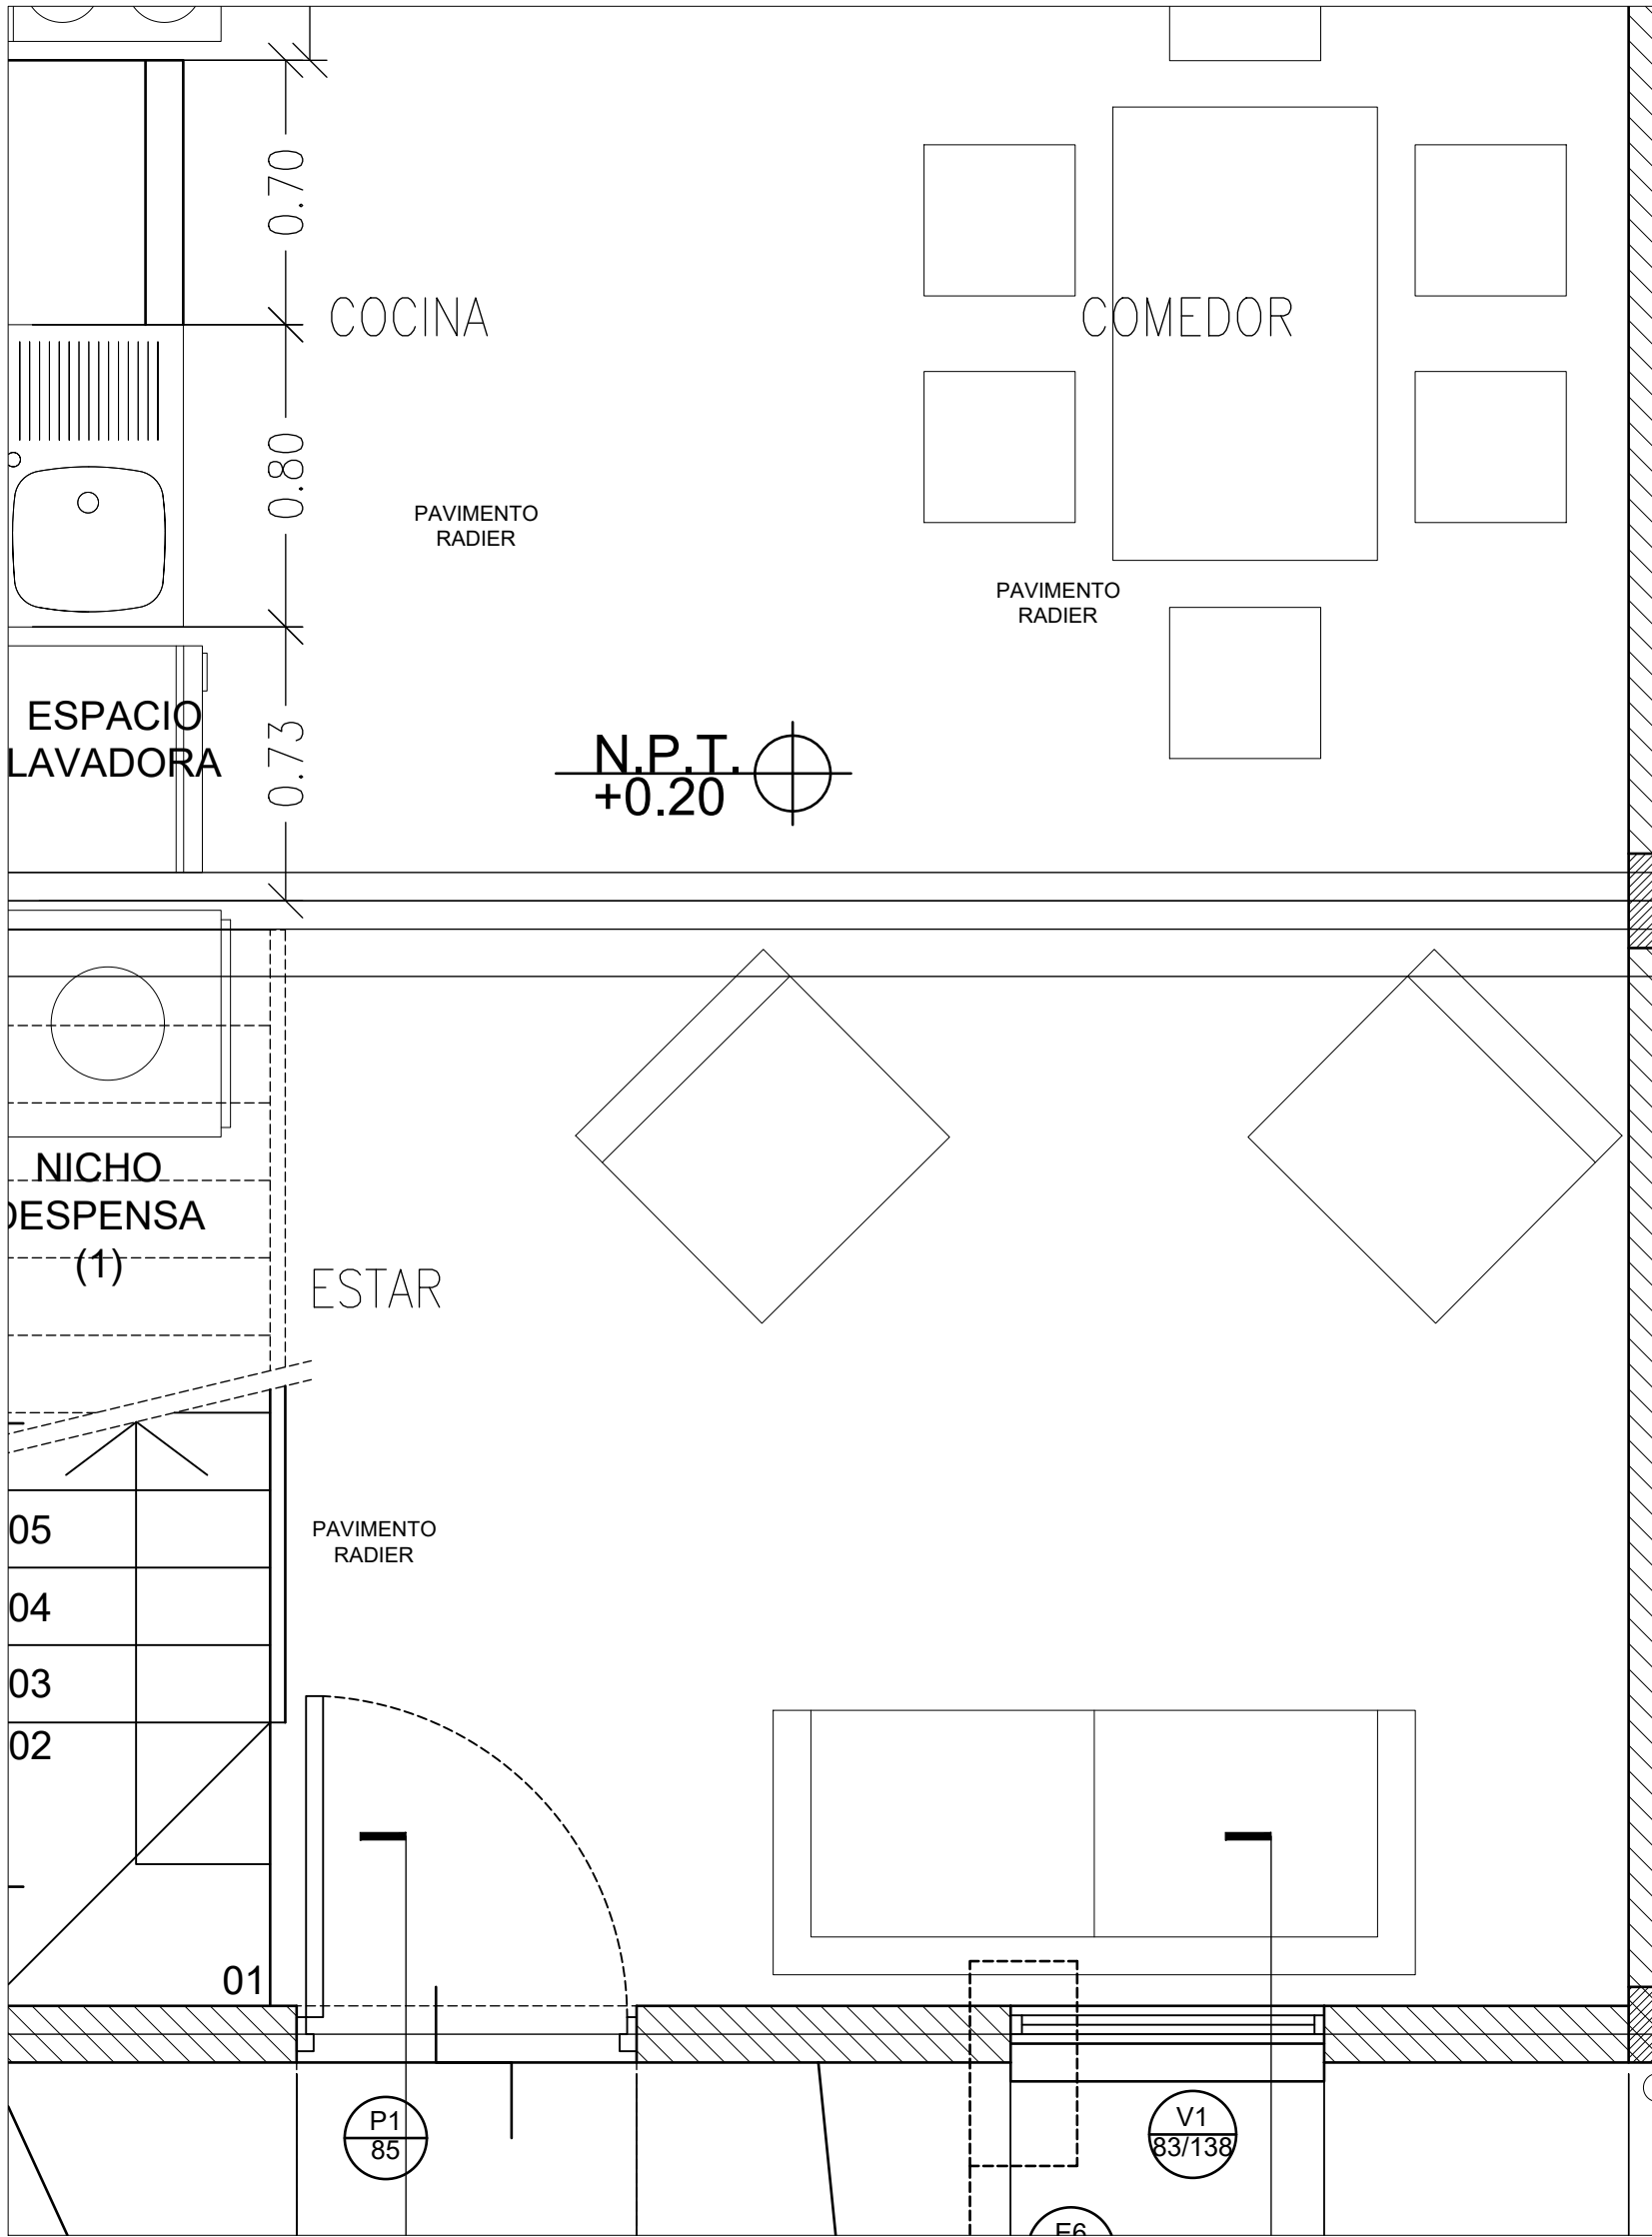 0.70
COCINA
COMEDOR
0.80
PAVIMENTO
RADIER
PAVIMENTO
RADIER
ESPACIO
LAVADORA
0.73
N.P.T.
+0.20
NICHO
DESPENSA
(1)
ESTAR
05
PAVIMENTO
RADIER
04
03
02
01
P1
85
V1
83/138